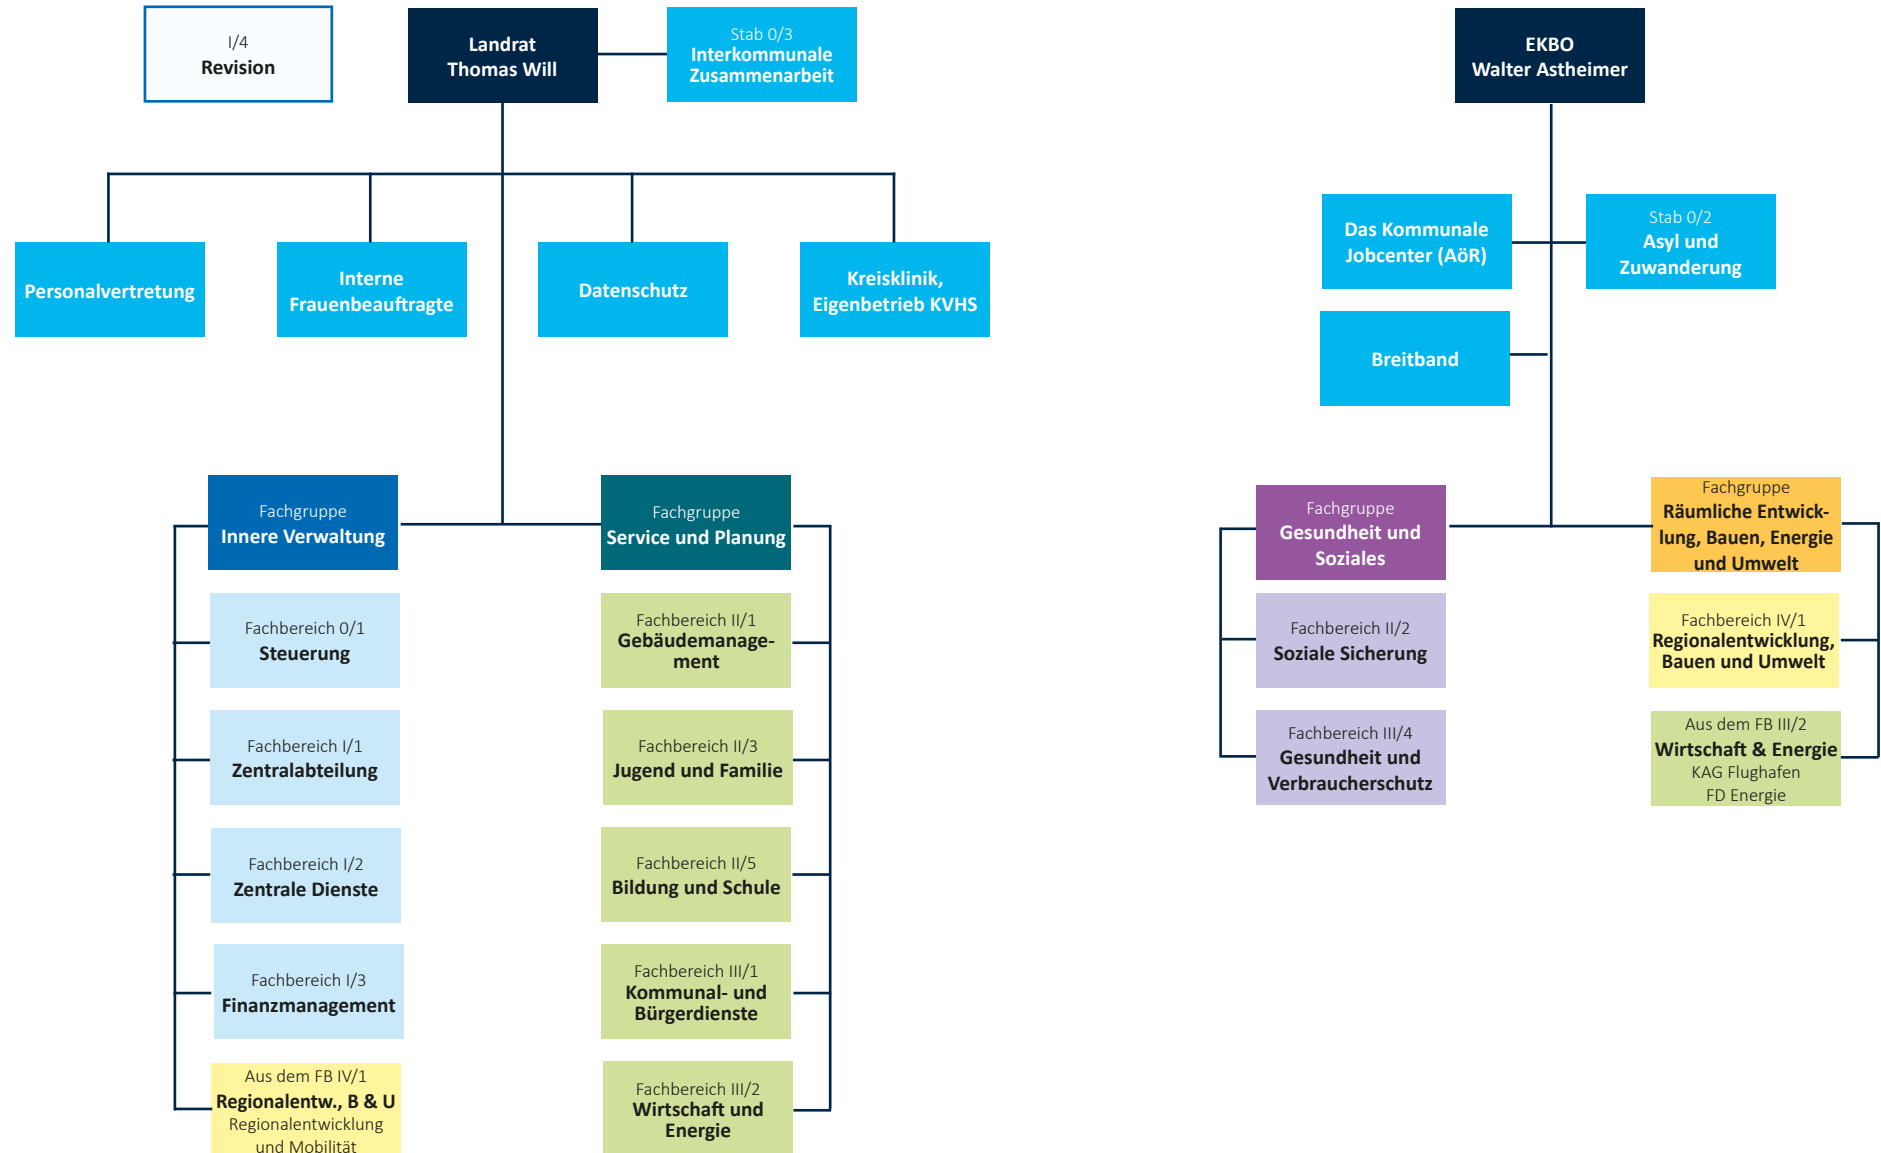 I/4
Revision
Landrat
Thomas Will
Stab 0/3
Interkommunale
Zusammenarbeit
EKBO
Walter Astheimer
Personalvertretung
Interne
Frauenbeauftragte
Datenschutz
Kreisklinik,
Eigenbetrieb KVHS
Das Kommunale
Jobcenter (AöR)
Stab 0/2
Asyl und
Zuwanderung
Breitband
Fachgruppe
Innere Verwaltung
Fachbereich 0/1
Steuerung
Fachbereich I/1
Zentralabteilung
Fachbereich I/2
Zentrale Dienste
Fachbereich I/3
Finanzmanagement
Aus dem FB IV/1
Regionalentw., B & U
Regionalentwicklung
und Mobilität
Fachgruppe
Service und Planung
Fachbereich II/1
Gebäudemanage-
ment
Fachbereich II/3
Jugend und Familie
Fachbereich II/5
Bildung und Schule
Fachbereich III/1
Kommunal- und
Bürgerdienste
Fachbereich III/2
Wirtschaft und
Energie
Fachgruppe
Gesundheit und
Soziales
Fachbereich II/2
Soziale Sicherung
Fachbereich III/4
Gesundheit und
Verbraucherschutz
Fachgruppe
Räumliche Entwick-
lung, Bauen, Energie
und Umwelt
Fachbereich IV/1
Regionalentwicklung,
Bauen und Umwelt
Aus dem FB III/2
Wirtschaft & Energie
KAG Flughafen
FD Energie